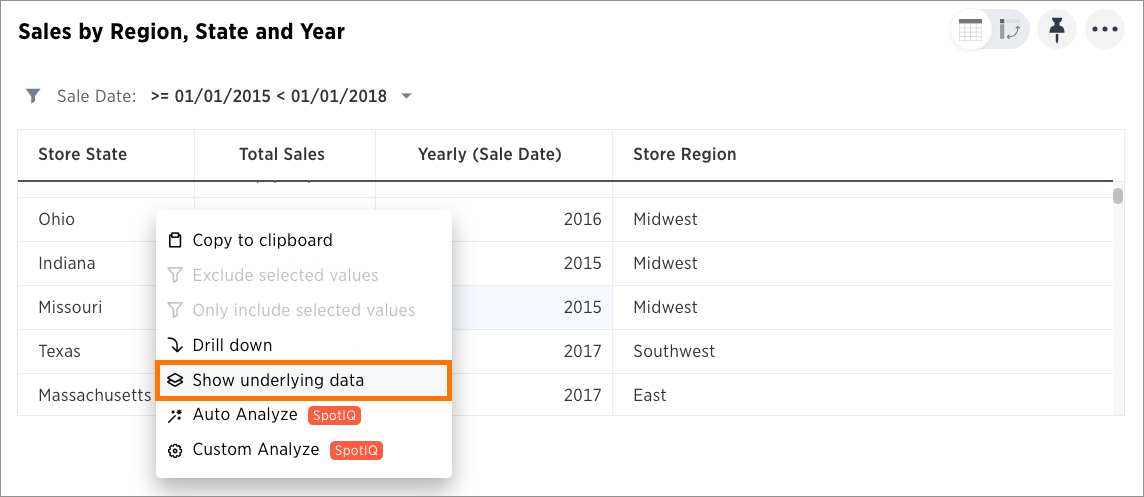 Sales by Region, State and Year
Sale Date: >= 01/01/2015 < 01/01/2018
Store State Total Sales Yearly (Sale Date) Store Region
Ohio 2016 Midwest
Indiana 2015 Midwest
Missouri 2015 Midwest
Texas 2017 Southwest
Massachusetts 2017 East
Copy to clipboard
Exclude selected values
Only include selected values
Drill down
Show underlying data
Auto Analyze SpotIQ
Custom Analyze SpotIQ